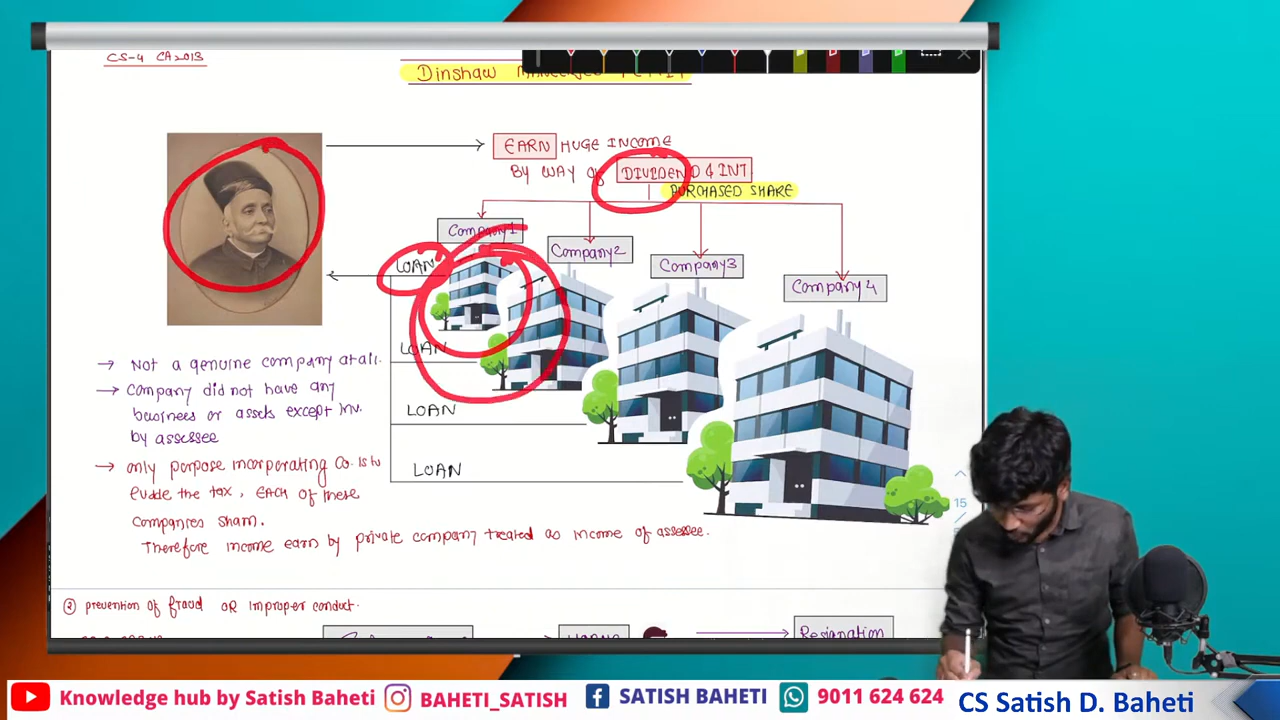 CS-4 CA2013
Dinshaw MANECKJEE PETTIT
EARN HUGE INCOME
BY WAY of DIVIDEND & INT
PURCHASED SHARE
Company1
Company2
Company3
Company4
LOAN
LOAN
LOAN
LOAN
→ Not a genuine company at all.
→ Company did not have any
business or assets except Inv.
by assessee
→ only purpose incorporating Co. is to
Evade the tax, EACH of these
Companies sham.
Therefore income earn by private company treated as income of assessee.
15
② prevention of fraud OR Improper conduct.
Resignation
Knowledge hub by Satish Baheti
BAHETI_SATISH
SATISH BAHETI
9011 624 624
CS Satish D. Baheti